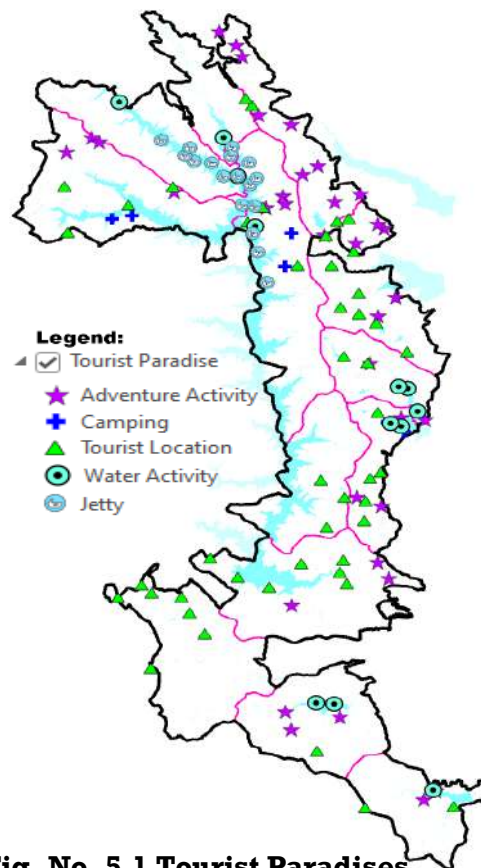 Legend:
Tourist Paradise
Adventure Activity
Camping
Tourist Location
Water Activity
Jetty
Fig. No. 5.1 Tourist Paradises